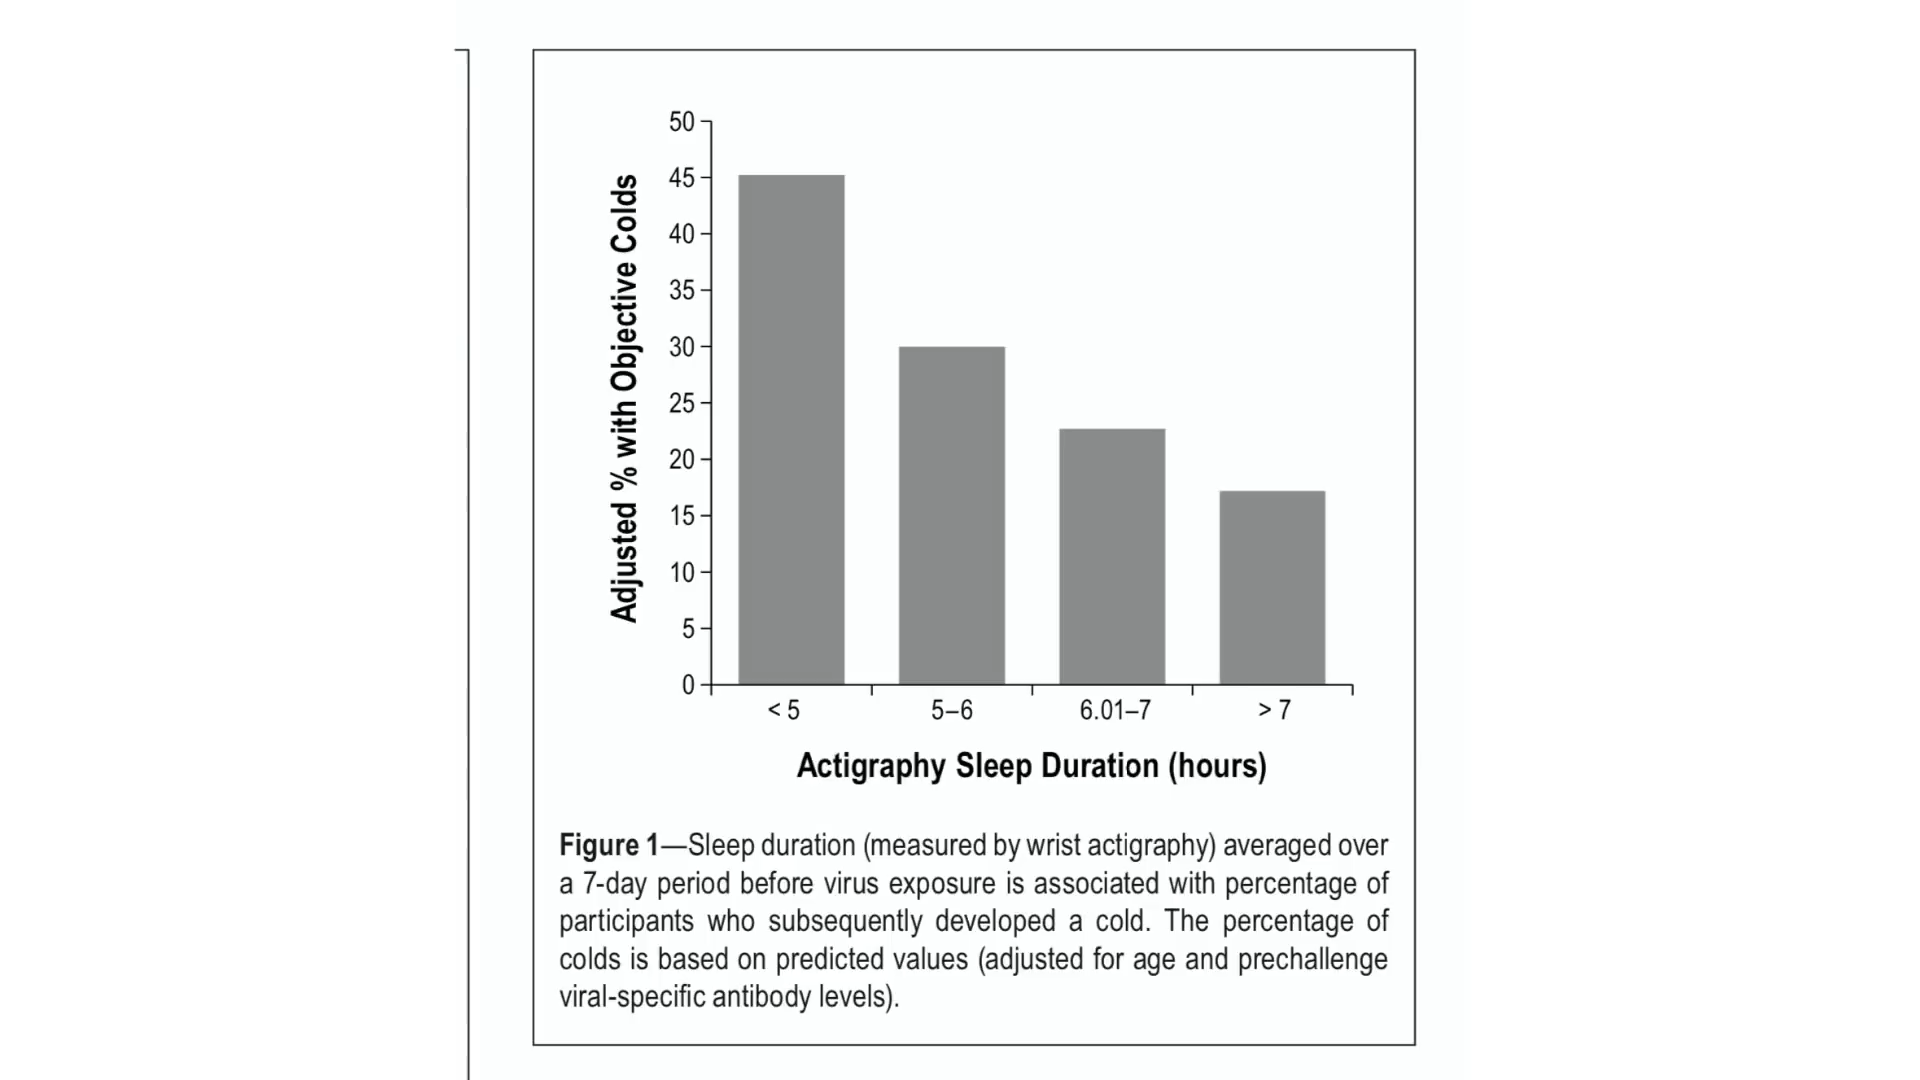 50
45
40
35
30
25
20
15
10
5
0
Adjusted % with Objective Colds
< 5
5–6
6.01–7
> 7
Actigraphy Sleep Duration (hours)
Figure 1—Sleep duration (measured by wrist actigraphy) averaged over
a 7-day period before virus exposure is associated with percentage of
participants who subsequently developed a cold. The percentage of
colds is based on predicted values (adjusted for age and prechallenge
viral-specific antibody levels).